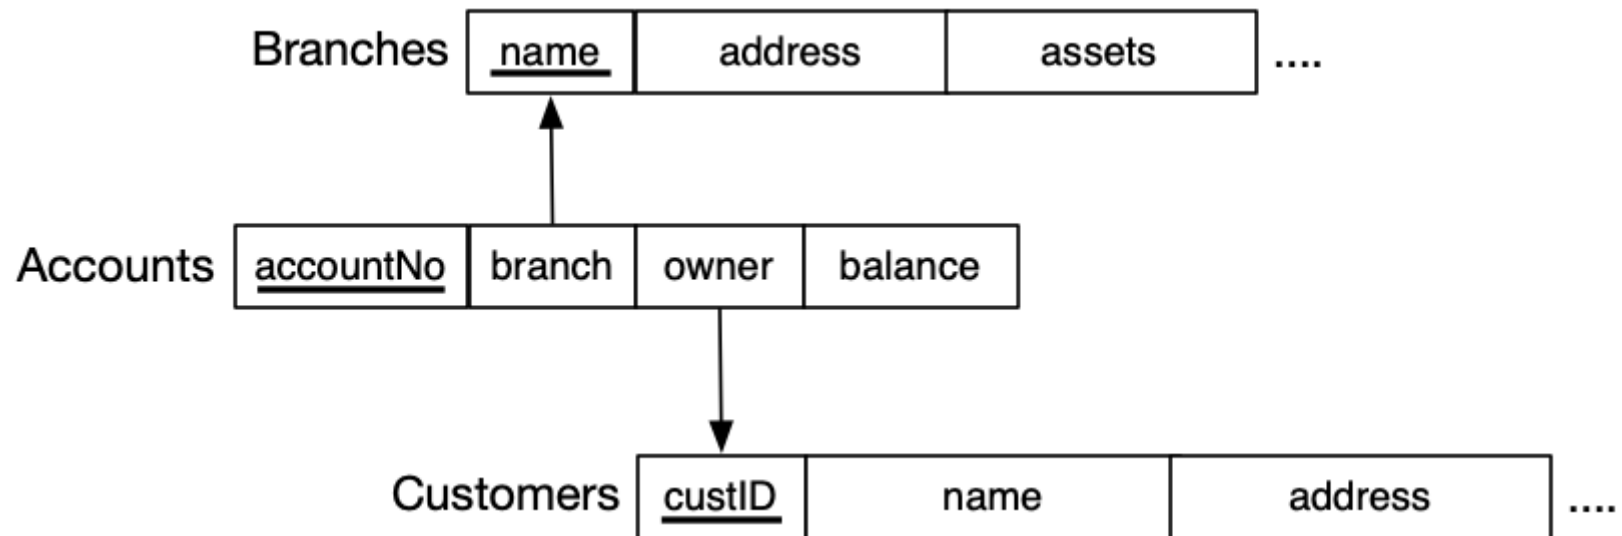 Branches name address assets ....
Accounts accountNo branch owner balance
Customers custID name address ....